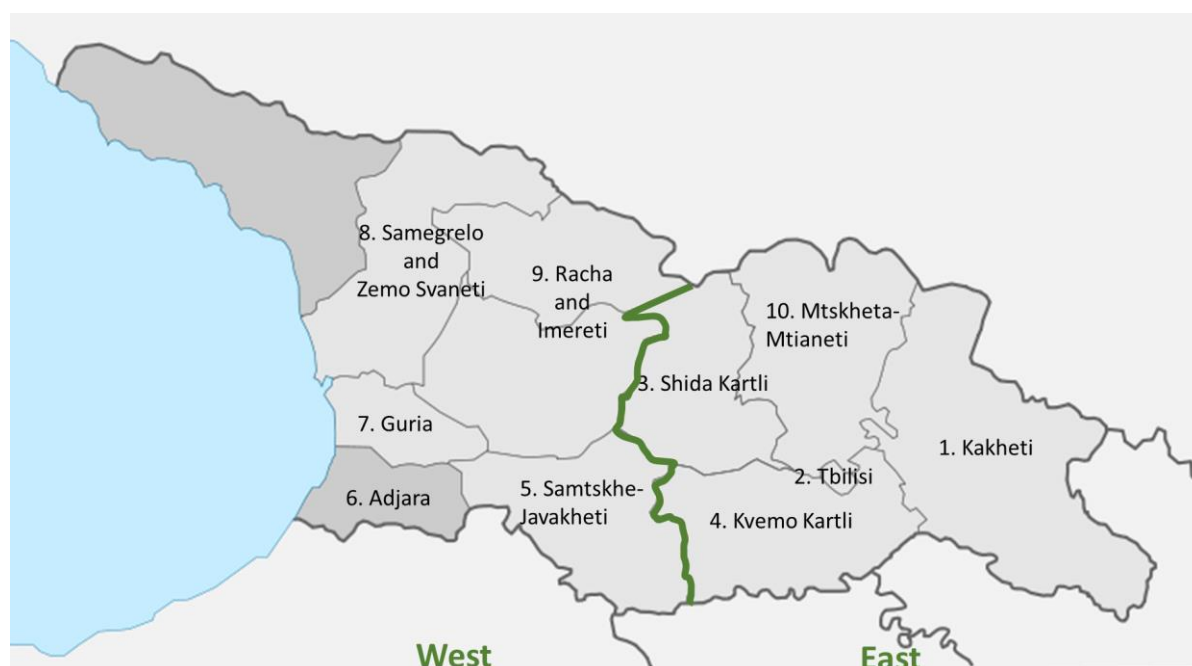 8. Samegrelo
and
Zemo Svaneti
9. Racha
and
Imereti
10. Mtskheta-
Mtianeti
3. Shida Kartli
7. Guria
1. Kakheti
2. Tbilisi
6. Adjara
5. Samtskhe-
Javakheti
4. Kvemo Kartli
West
East